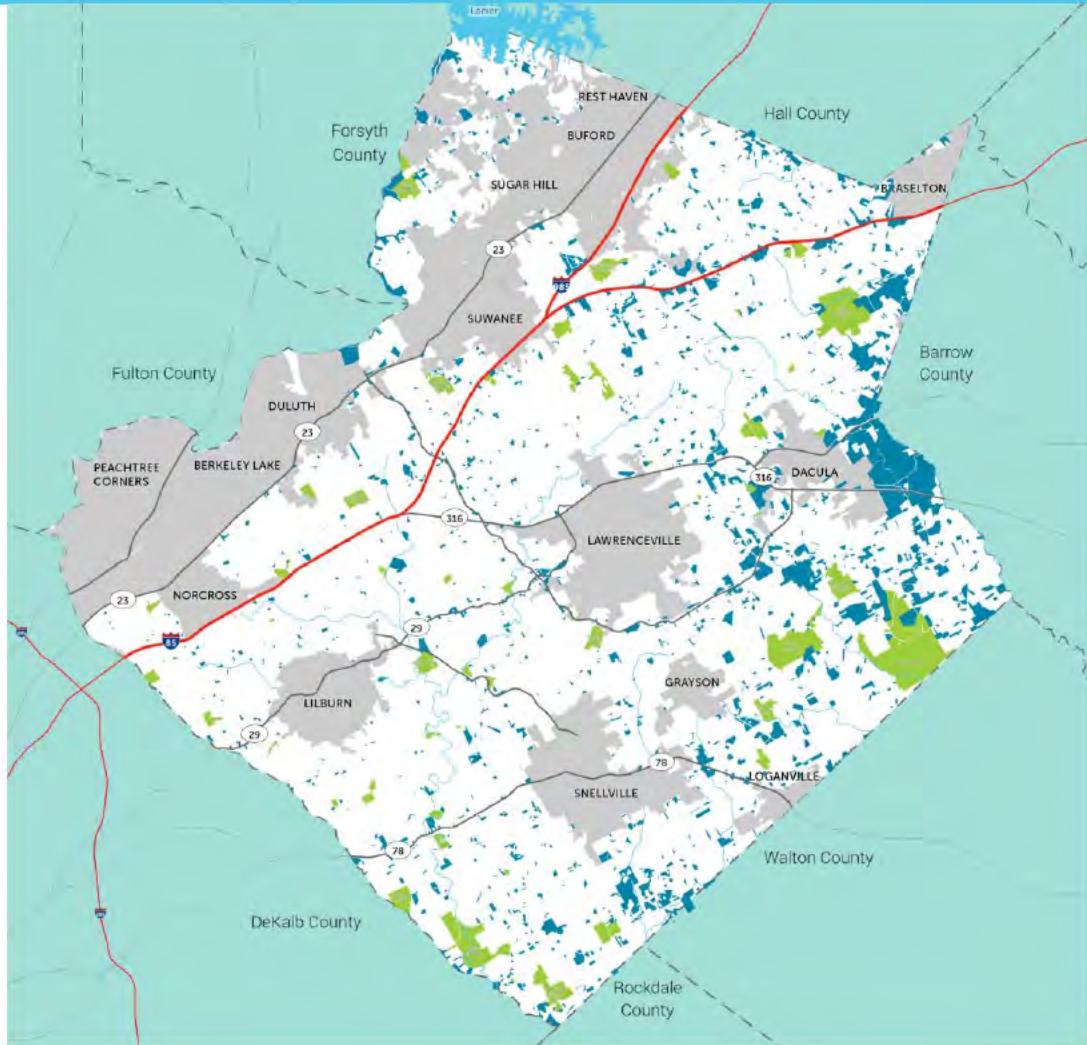 Lanier
REST HAVEN
Hall County
Forsyth
County
BUFORD
SUGAR HILL
BRASELTON
23
985
SUWANEE
Barrow
County
Fulton County
DULUTH
23
PEACHTREE
CORNERS
BERKELEY LAKE
316
DACULA
316
LAWRENCEVILLE
NORCROSS
23
29
85
GRAYSON
LILBURN
29
78
LOGANVILLE
SNELLVILLE
78
Walton County
DeKalb County
Rockdale
County